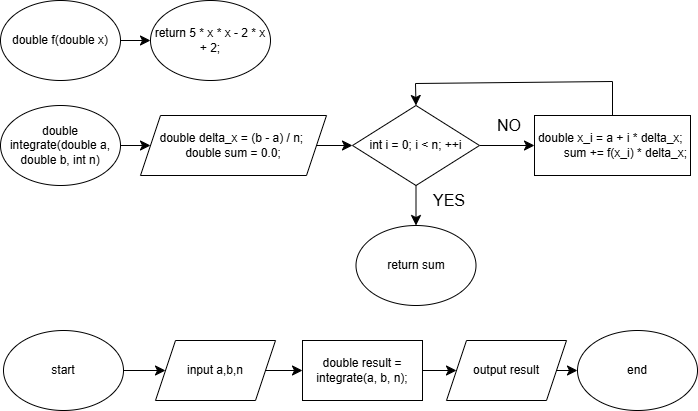 double f(double x)
return 5 * x * x - 2 * x
+ 2;
double
integrate(double a,
double b, int n)
double delta_x = (b - a) / n;
double sum = 0.0;
int i = 0; i < n; ++i
NO
double x_i = a + i * delta_x;
sum += f(x_i) * delta_x;
YES
return sum
start
input a,b,n
double result =
integrate(a, b, n);
output result
end